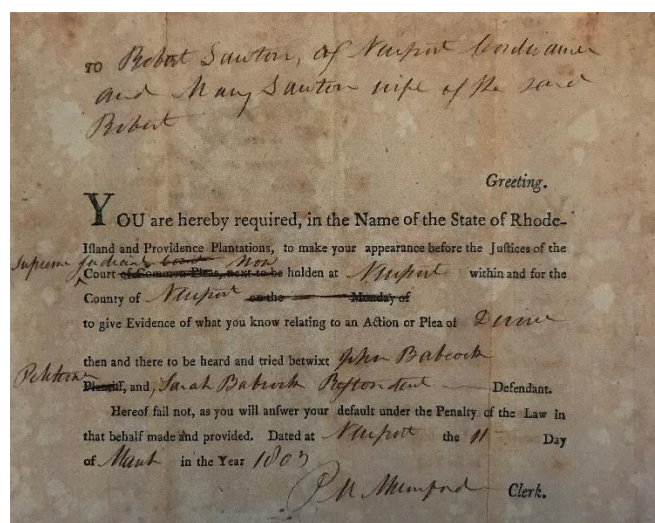 TO Robert Lawton, of Newport Cordwainer
and Mary Lawton wife of the said
Robert
Greeting.
YOU are hereby required, in the Name of the State of Rhode-
Island and Providence Plantations, to make your appearance before the Justices of the
Supreme Judicial Court of Common Pleas, next to be now holden at Newport within and for the
County of Newport on the Monday of
to give Evidence of what you know relating to an Action or Plea of
then and there to be heard and tried betwixt John Babcock
Petitioner Plaintiff, and, Sarah Babcock Respondent Defendant.
Hereof fail not, as you will answer your default under the Penalty of the Law in
that behalf made and provided. Dated at Newport the 11 Day
of March in the Year 1803
P M Mumford Clerk.